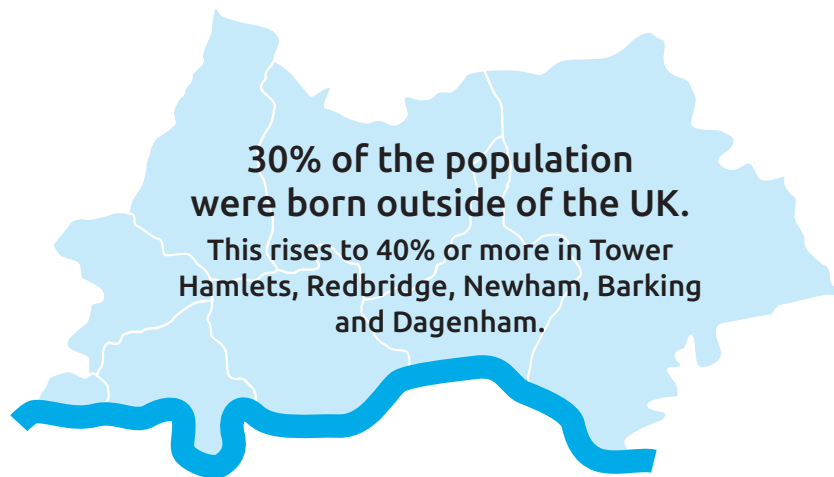 30% of the population
were born outside of the UK.
This rises to 40% or more in Tower
Hamlets, Redbridge, Newham, Barking
and Dagenham.